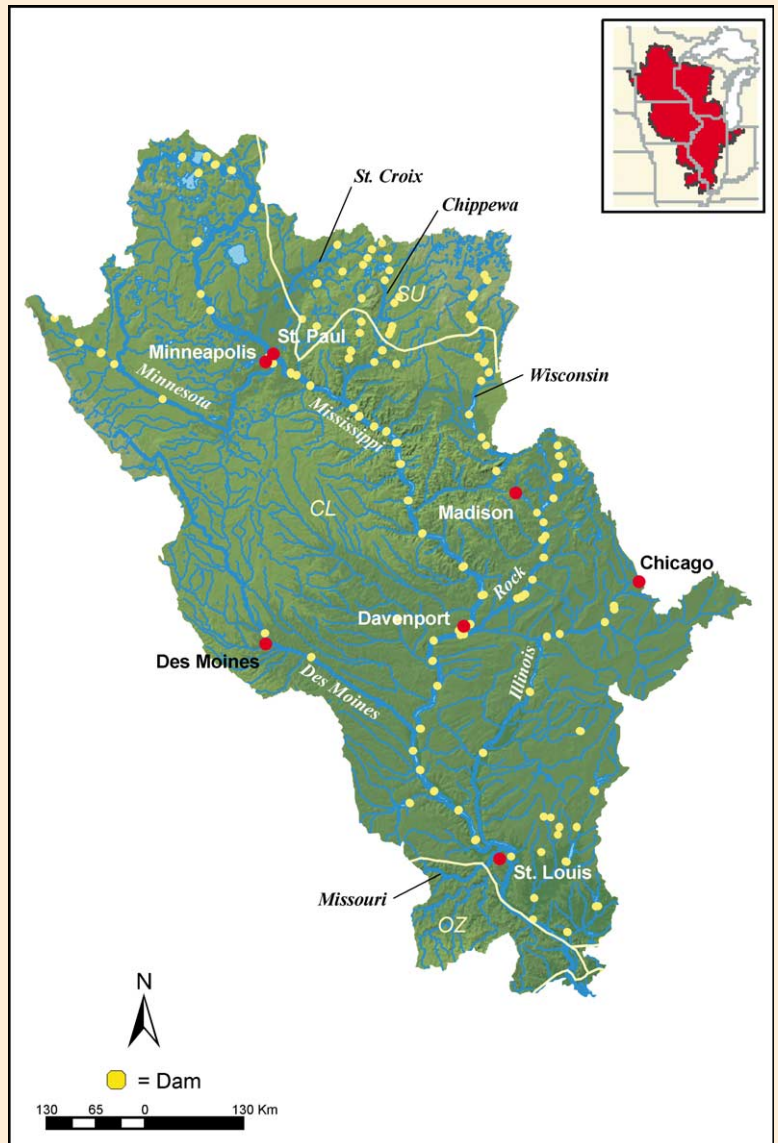 St. Croix
Chippewa
SU
St. Paul
Minneapolis
Minnesota
Mississippi
Wisconsin
CL
Madison
Chicago
Rock
Davenport
Des Moines
Des Moines
Illinois
St. Louis
Missouri
OZ
N
= Dam
130 65 0 130 Km